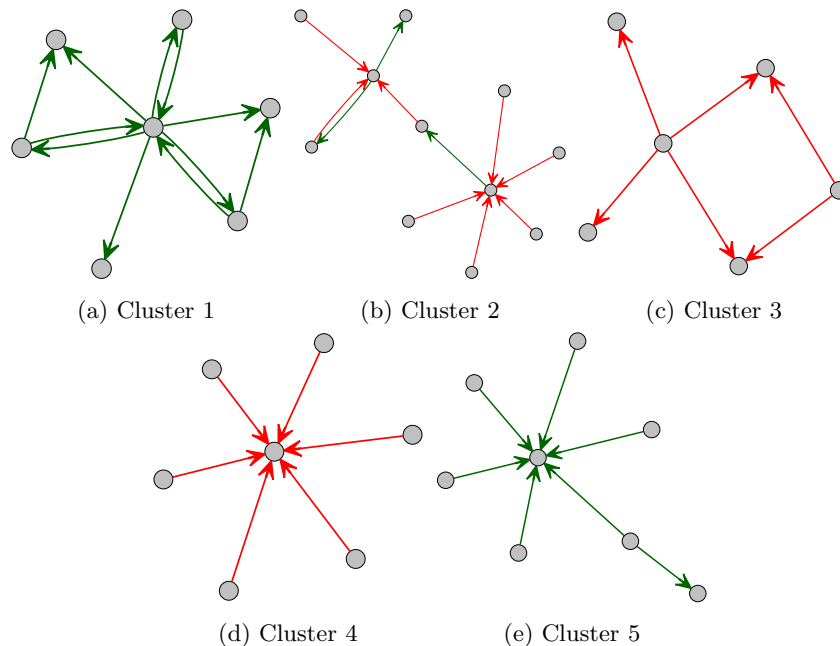 (a) Cluster 1
(b) Cluster 2
(c) Cluster 3
(d) Cluster 4
(e) Cluster 5